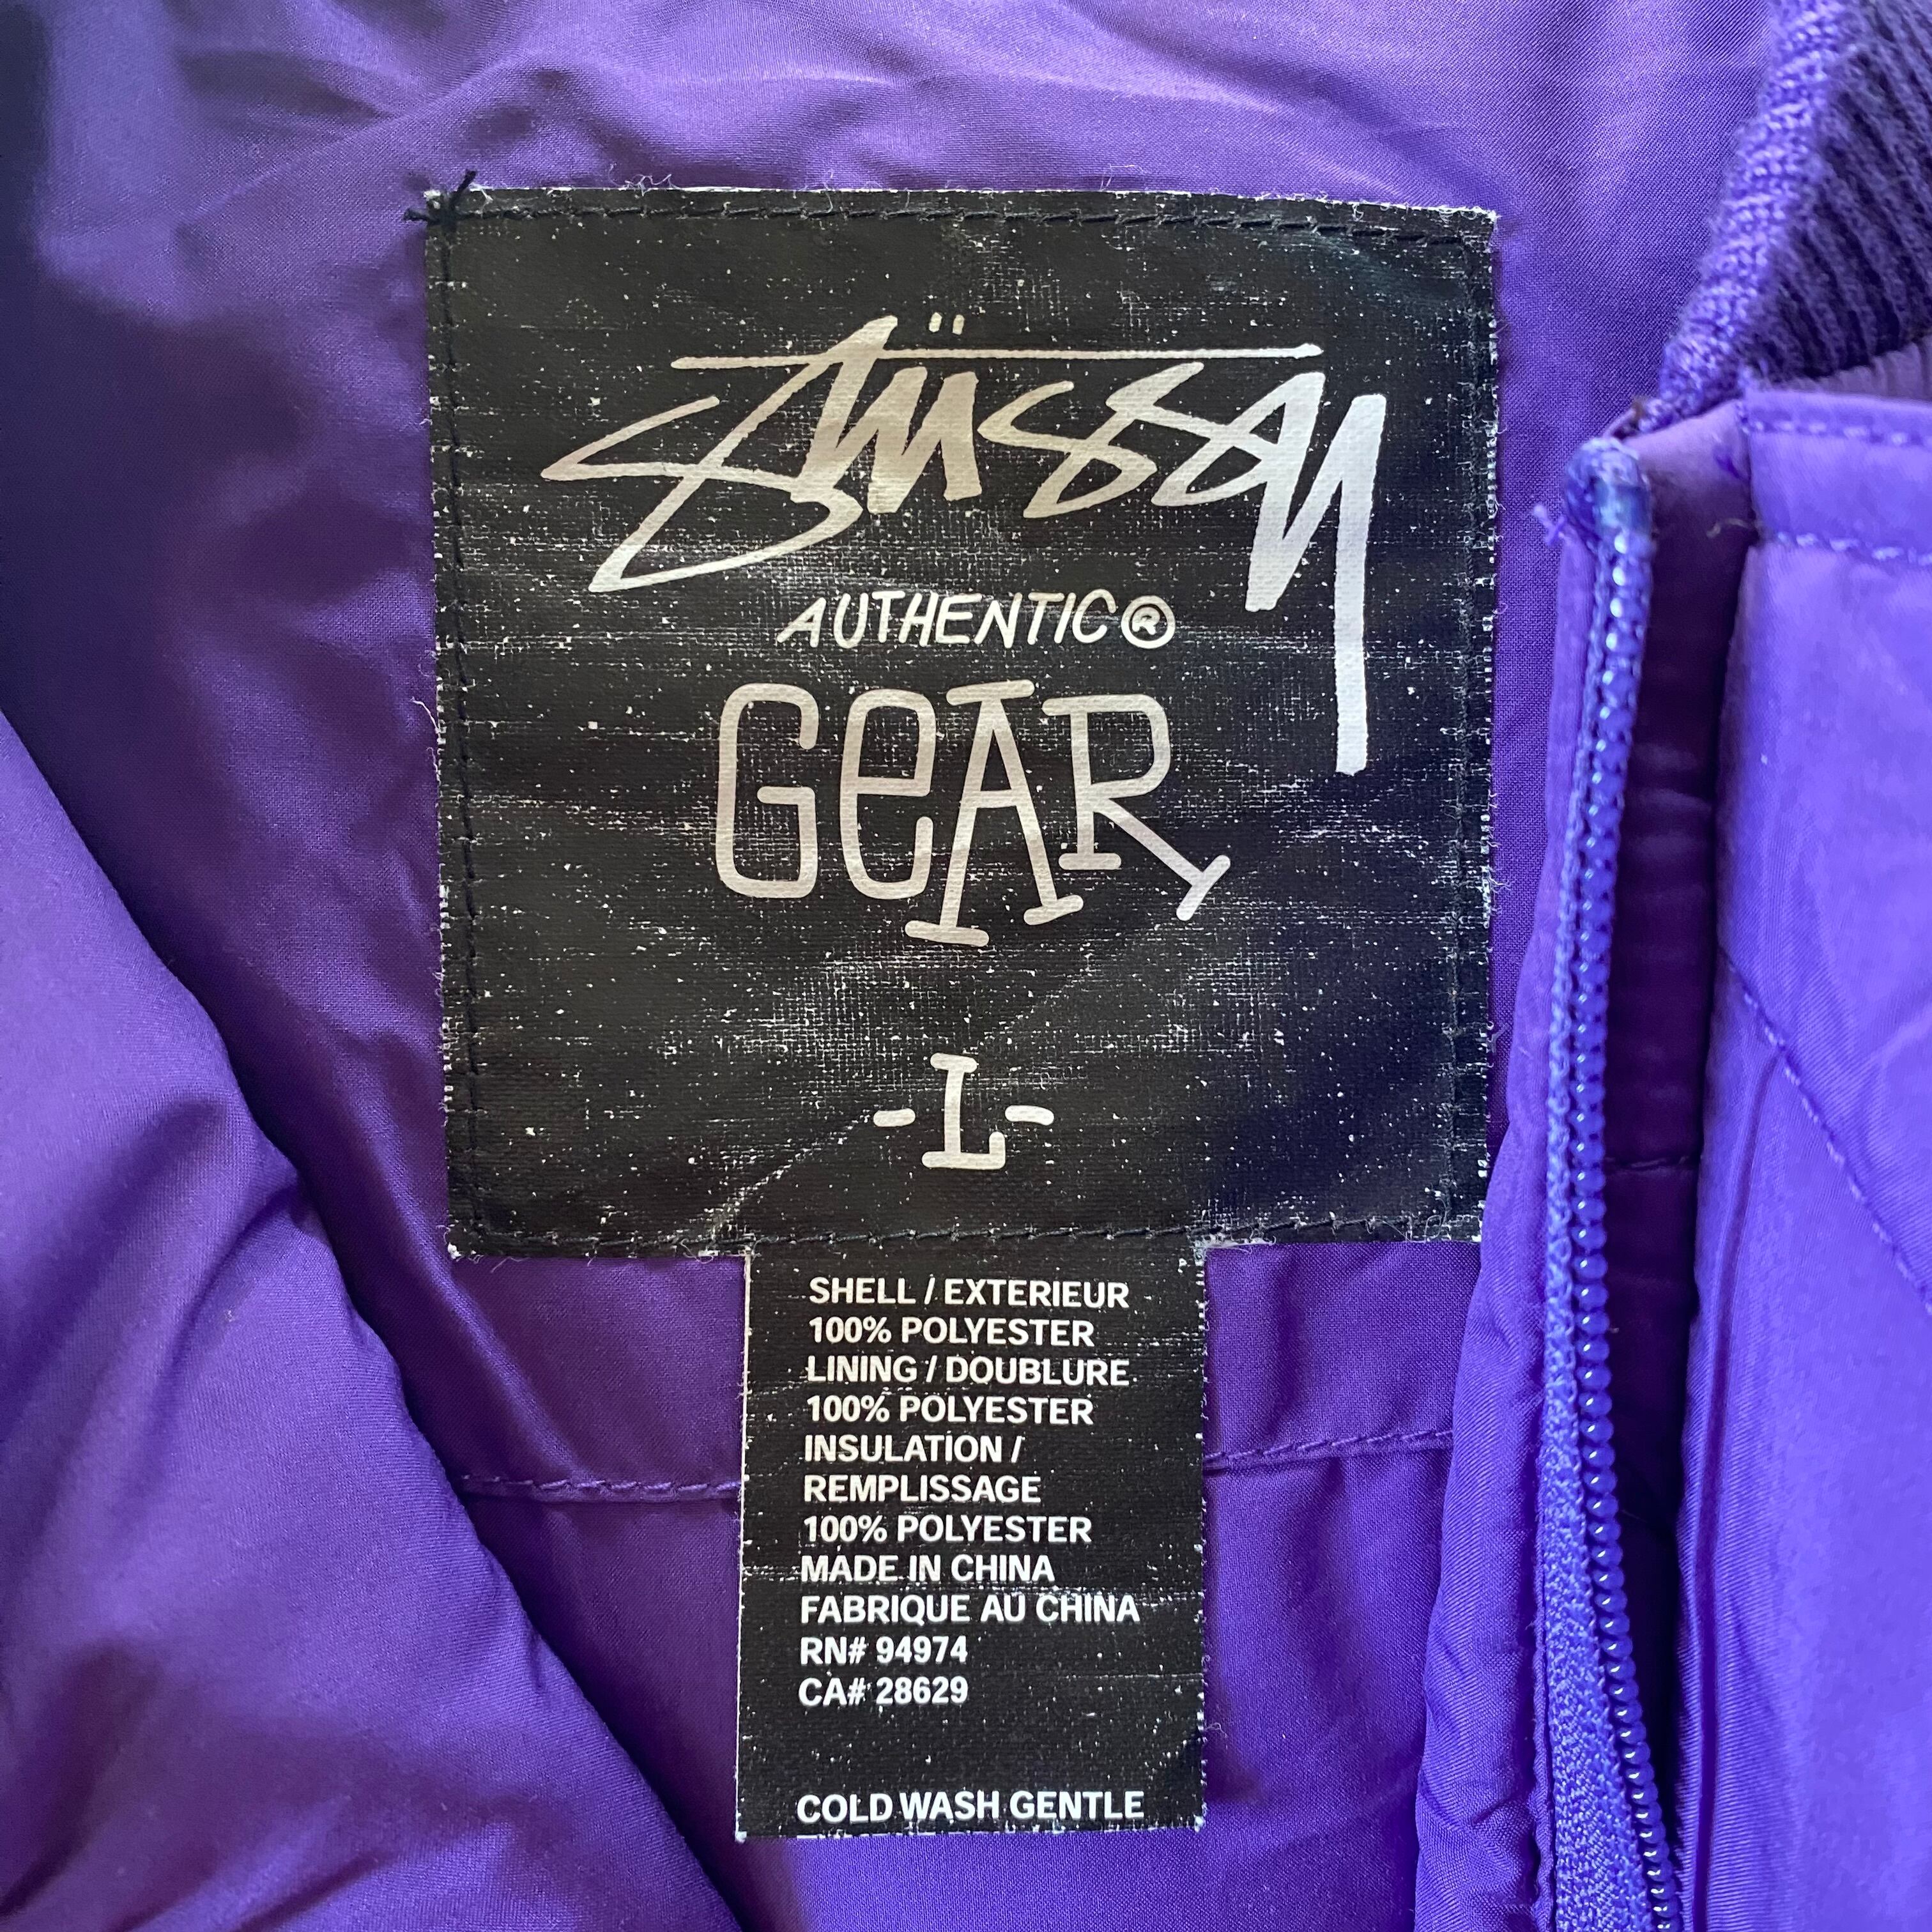 Stüssy
AUTHENTIC®
GeAR
-L-
SHELL / EXTERIEUR
100% POLYESTER
LINING / DOUBLURE
100% POLYESTER
INSULATION /
REMPLISSAGE
100% POLYESTER
MADE IN CHINA
FABRIQUE AU CHINA
RN# 94974
CA# 28629
COLD WASH GENTLE